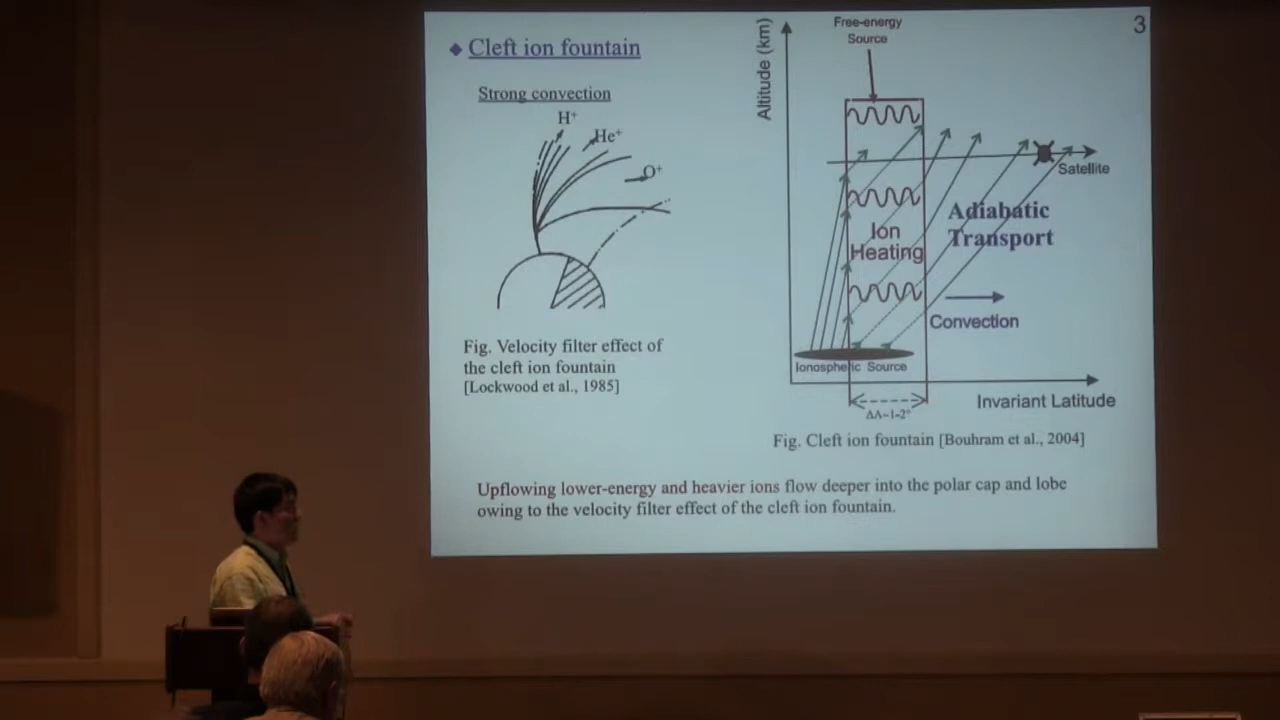 3
◆ Cleft ion fountain
Strong convection
H⁺
He⁺
O⁺
Fig. Velocity filter effect of
the cleft ion fountain
[Lockwood et al., 1985]
Altitude (km)
Free-energy
Source
Satellite
Adiabatic
Transport
Ion
Heating
Convection
Ionospheric Source
Invariant Latitude
ΔΛ~1-2°
Fig. Cleft ion fountain [Bouhram et al., 2004]
Upflowing lower-energy and heavier ions flow deeper into the polar cap and lobe
owing to the velocity filter effect of the cleft ion fountain.